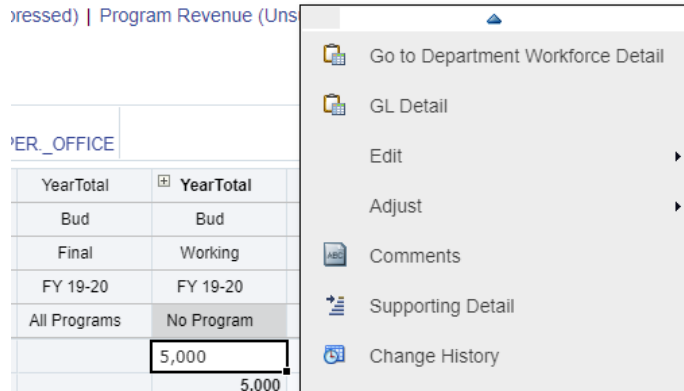 pressed) | Program Revenue (Uns
Go to Department Workforce Detail
GL Detail
PER._OFFICE
Edit
YearTotal YearTotal
Adjust
Bud Bud
Final Working
ABC Comments
FY 19-20 FY 19-20
Supporting Detail
All Programs No Program
5,000
Change History
5,000